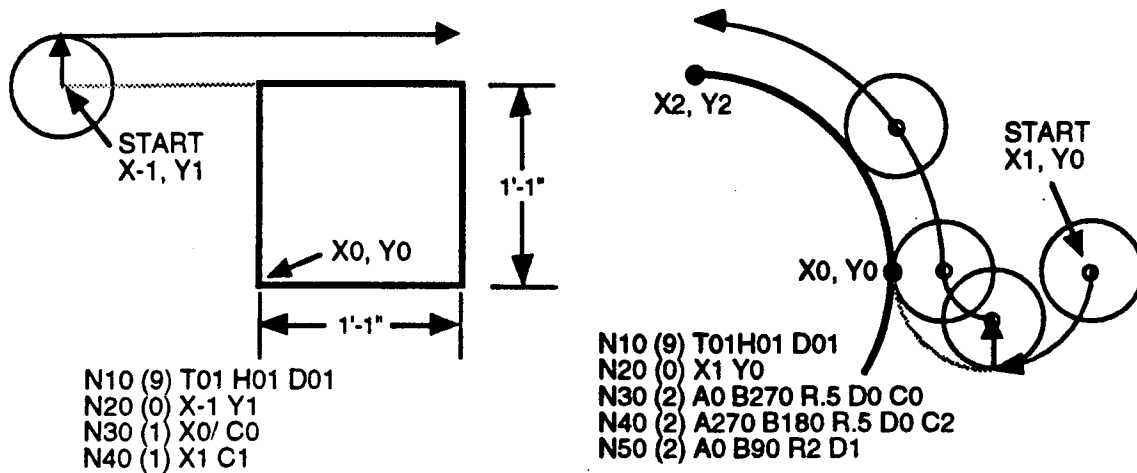 START
X-1, Y1
1'-1"
X0, Y0
1'-1"
N10 (9) T01 H01 D01
N20 (0) X-1 Y1
N30 (1) X0/ C0
N40 (1) X1 C1
X2, Y2
START
X1, Y0
X0, Y0
N10 (9) T01H01 D01
N20 (0) X1 Y0
N30 (2) A0 B270 R.5 D0 C0
N40 (2) A270 B180 R.5 D0 C2
N50 (2) A0 B90 R2 D1